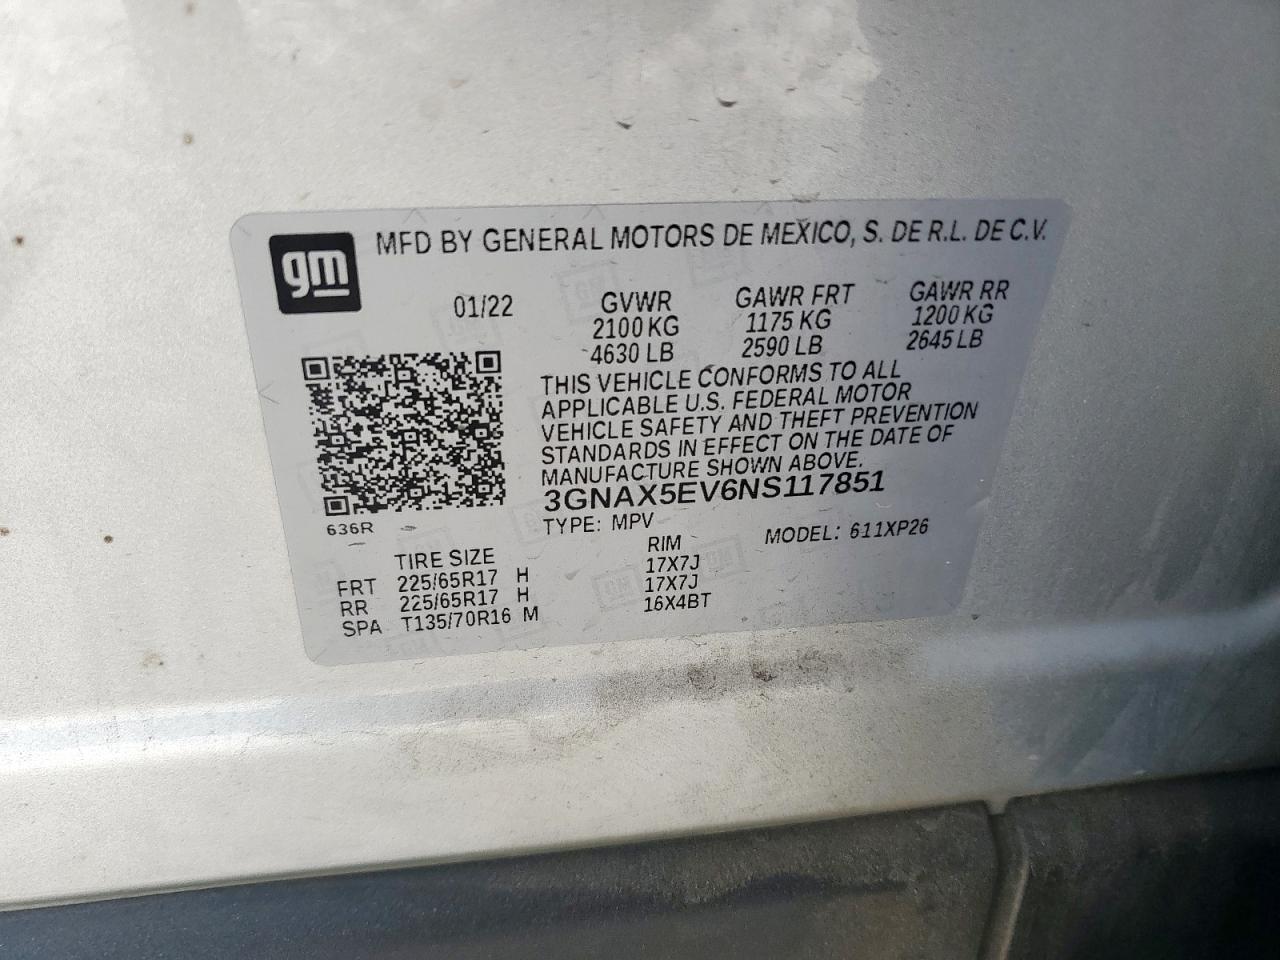 gm
MFD BY GENERAL MOTORS DE MEXICO, S. DE R.L. DE C.V.
01/22 GVWR GAWR FRT GAWR RR
2100 KG 1175 KG 1200 KG
4630 LB 2590 LB 2645 LB
THIS VEHICLE CONFORMS TO ALL
APPLICABLE U.S. FEDERAL MOTOR
VEHICLE SAFETY AND THEFT PREVENTION
STANDARDS IN EFFECT ON THE DATE OF
MANUFACTURE SHOWN ABOVE.
3GNAX5EV6NS117851
636R TYPE: MPV MODEL: 611XP26
TIRE SIZE RIM
FRT 225/65R17 H 17X7J
RR 225/65R17 H 17X7J
SPA T135/70R16 M 16X4BT